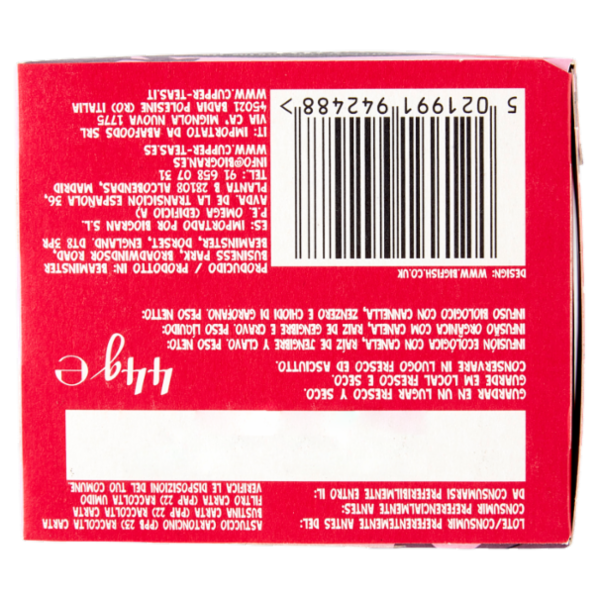 LOTE/CONSUMIR PREFERENTEMENTE ANTES DEL:
CONSUMIR PREFERENCIALMENTE ANTES:
DA CONSUMARSI PREFERIBILMENTE ENTRO IL:
ASTUCCIO CARTONCINO (PPB 25) RACCOLTA CARTA
BUSTINA CARTA (PAP 22) RACCOLTA CARTA
FILTRO CARTA (PAP 22) RACCOLTA UMIDO
VERIFICA LE DISPOSIZIONI DEL TUO COMUNE
GUARDAR EN UN LUGAR FRESCO Y SECO.
GUARDE EM LOCAL FRESCO E SECO.
CONSERVARE IN LUOGO FRESCO ED ASCIUTTO.
INFUSIÓN ECOLÓGICA CON CANELA, RAÍZ DE JENGIBRE Y CLAVO. PESO NETO:
INFUSÃO ORGÂNICA COM CANELA, RAIZ DE GENGIBRE E CRAVO. PESO LÍQUIDO:
INFUSO BIOLOGICO CON CANNELLA, ZENZERO E CHIODI DI GAROFANO. PESO NETTO:
44g e
DESIGN: WWW.BIGFISH.CO.UK
5 021991 942488 >
PRODUCIDO / PRODOTTO IN: BEAMINSTER
BUSINESS PARK, BROADWINDSOR ROAD,
BEAMINSTER, DORSET, ENGLAND. DT8 3PR
ES: IMPORTADO POR BIOGRAN S.L.
P.E. OMEGA (EDIFICIO A)
AVDA. DE LA TRANSICION ESPAÑOLA 36,
PLANTA B 28108 ALCOBENDAS, MADRID
TEL.: 91 658 07 31
INFO@BIOGRAN.ES
WWW.CUPPER-TEAS.ES
IT: IMPORTATO DA ABAFOODS SRL
VIA CA' MIGNOLA NUOVA 1775
45021 BADIA POLESINE (RO) ITALIA
WWW.CUPPER-TEAS.IT